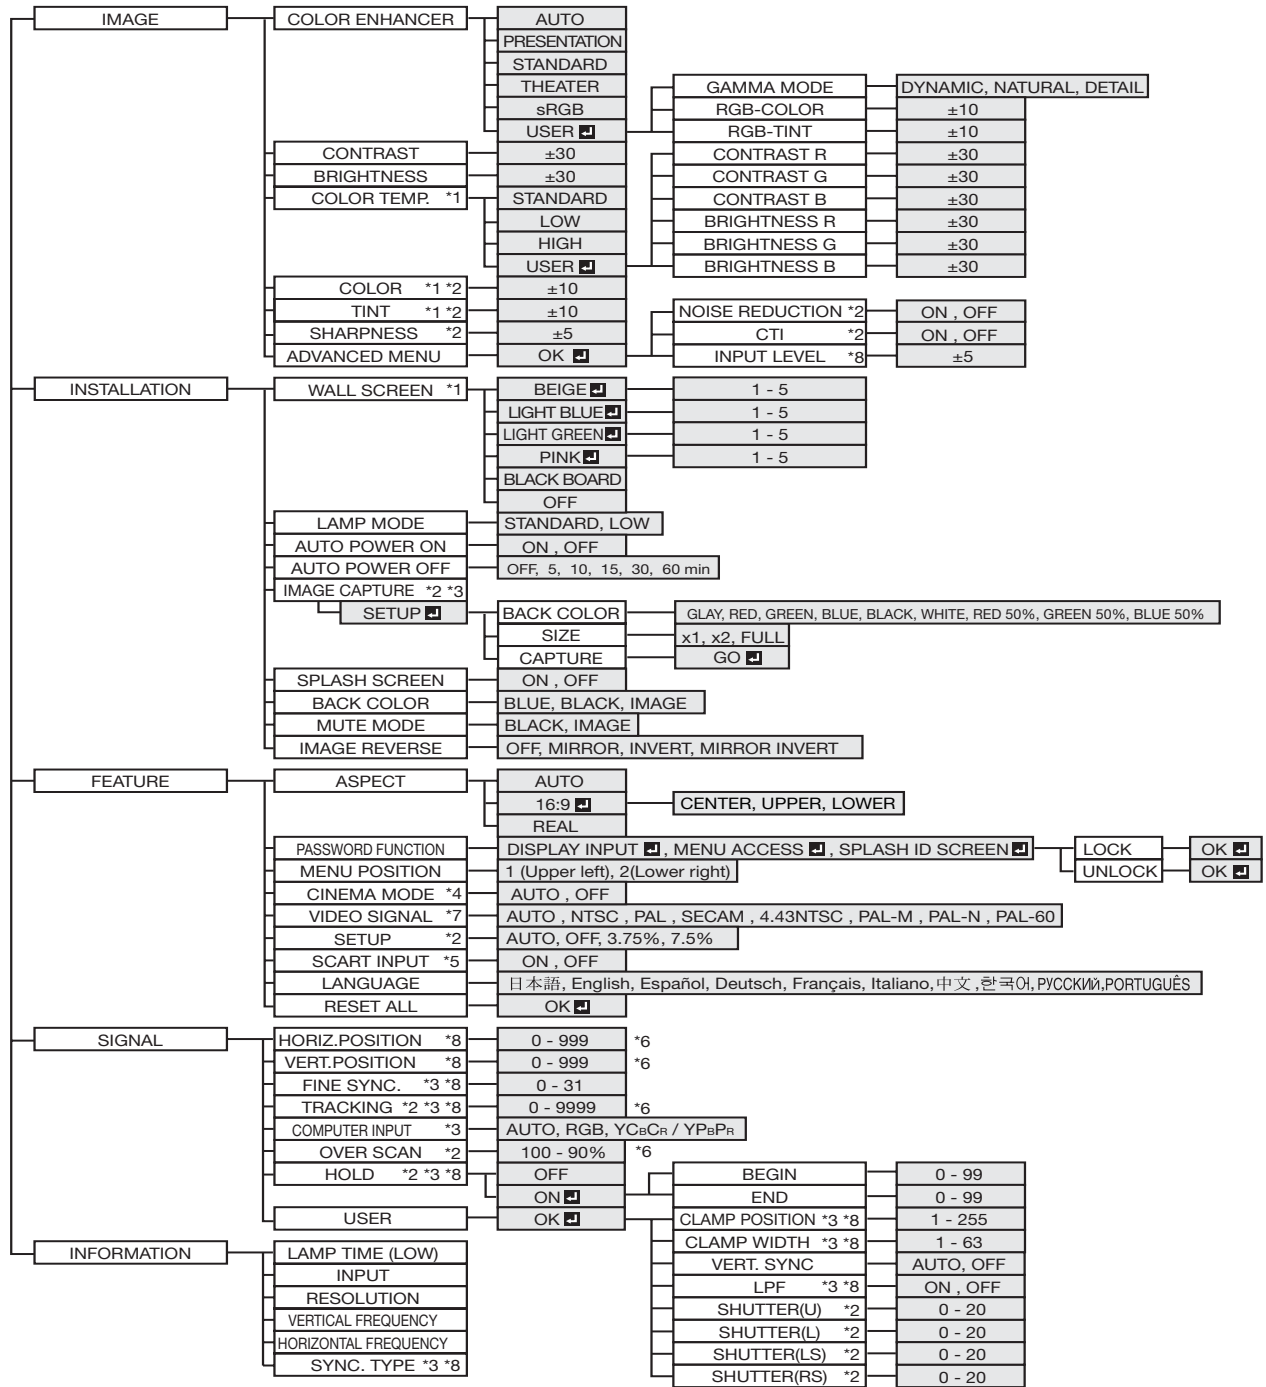 IMAGE COLOR ENHANCER AUTO
PRESENTATION
STANDARD
THEATER GAMMA MODE DYNAMIC, NATURAL, DETAIL
sRGB RGB-COLOR ±10
USER RGB-TINT ±10
CONTRAST ±30 CONTRAST R ±30
BRIGHTNESS ±30 CONTRAST G ±30
COLOR TEMP. *1 STANDARD CONTRAST B ±30
LOW BRIGHTNESS R ±30
HIGH BRIGHTNESS G ±30
USER BRIGHTNESS B ±30
COLOR *1 *2 ±10
TINT *1 *2 ±10 NOISE REDUCTION *2 ON , OFF
SHARPNESS *2 ±5 CTI *2 ON , OFF
ADVANCED MENU OK INPUT LEVEL *8 ±5
INSTALLATION WALL SCREEN *1 BEIGE 1 - 5
LIGHT BLUE 1 - 5
LIGHT GREEN 1 - 5
PINK 1 - 5
BLACK BOARD
OFF
LAMP MODE STANDARD, LOW
AUTO POWER ON ON , OFF
AUTO POWER OFF OFF, 5, 10, 15, 30, 60 min
IMAGE CAPTURE *2 *3
SETUP BACK COLOR GLAY, RED, GREEN, BLUE, BLACK, WHITE, RED 50%, GREEN 50%, BLUE 50%
SIZE x1, x2, FULL
CAPTURE GO
SPLASH SCREEN ON , OFF
BACK COLOR BLUE, BLACK, IMAGE
MUTE MODE BLACK, IMAGE
IMAGE REVERSE OFF, MIRROR, INVERT, MIRROR INVERT
FEATURE ASPECT AUTO
16:9 CENTER, UPPER, LOWER
REAL
PASSWORD FUNCTION DISPLAY INPUT , MENU ACCESS , SPLASH ID SCREEN LOCK OK
MENU POSITION 1 (Upper left), 2(Lower right) UNLOCK OK
CINEMA MODE *4 AUTO , OFF
VIDEO SIGNAL *7 AUTO , NTSC , PAL , SECAM , 4.43NTSC , PAL-M , PAL-N , PAL-60
SETUP *2 AUTO, OFF, 3.75%, 7.5%
SCART INPUT *5 ON , OFF
LANGUAGE 日本語, English, Español, Deutsch, Français, Italiano, 中文 ,한국어, РУССКИЙ,PORTUGUÊS
RESET ALL OK
SIGNAL HORIZ.POSITION *8 0 - 999 *6
VERT.POSITION *8 0 - 999 *6
FINE SYNC. *3 *8 0 - 31
TRACKING *2 *3 *8 0 - 9999 *6
COMPUTER INPUT *3 AUTO, RGB, YCBCR / YPBPR
OVER SCAN *2 100 - 90% *6
HOLD *2 *3 *8 OFF BEGIN 0 - 99
ON END 0 - 99
USER OK CLAMP POSITION *3 *8 1 - 255
CLAMP WIDTH *3 *8 1 - 63
INFORMATION LAMP TIME (LOW) VERT. SYNC AUTO, OFF
INPUT LPF *3 *8 ON , OFF
RESOLUTION SHUTTER(U) *2 0 - 20
VERTICAL FREQUENCY SHUTTER(L) *2 0 - 20
HORIZONTAL FREQUENCY SHUTTER(LS) *2 0 - 20
SYNC. TYPE *3 *8 SHUTTER(RS) *2 0 - 20